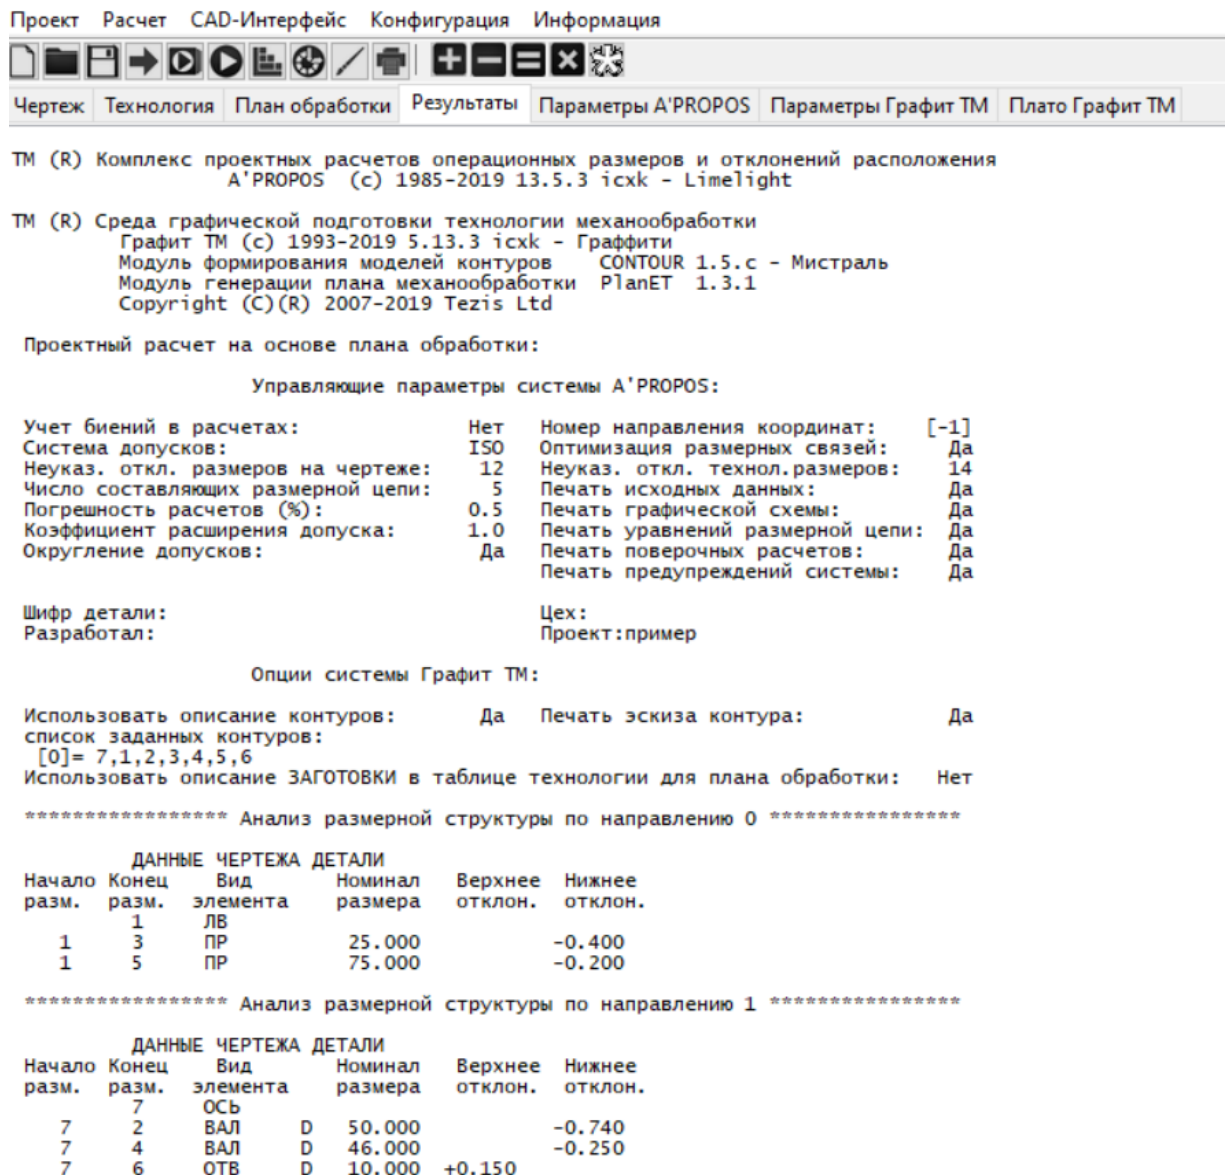 Проект Расчет CAD-Интерфейс Конфигурация Информация
Чертеж Технология План обработки Результаты Параметры A'PROPOS Параметры Графит ТМ Плато Графит ТМ
ТМ (R) Комплекс проектных расчетов операционных размеров и отклонений расположения
A'PROPOS (c) 1985-2019 13.5.3 icxk - Limelight
ТМ (R) Среда графической подготовки технологии механообработки
Графит ТМ (c) 1993-2019 5.13.3 icxk - Граффити
Модуль формирования моделей контуров CONTOUR 1.5.c - Мистраль
Модуль генерации плана механообработки PlanET 1.3.1
Copyright (C)(R) 2007-2019 Tezis Ltd
Проектный расчет на основе плана обработки:
Управляющие параметры системы A'PROPOS:
Учет биений в расчетах: Нет Номер направления координат: [-1]
Система допусков: ISO Оптимизация размерных связей: Да
Неуказ. откл. размеров на чертеже: 12 Неуказ. откл. технол.размеров: 14
Число составляющих размерной цепи: 5 Печать исходных данных: Да
Погрешность расчетов (%): 0.5 Печать графической схемы: Да
Коэффициент расширения допуска: 1.0 Печать уравнений размерной цепи: Да
Округление допусков: Да Печать поверочных расчетов: Да
Печать предупреждений системы: Да
Шифр детали: Цех:
Разработал: Проект:пример
Опции системы Графит ТМ:
Использовать описание контуров: Да Печать эскиза контура: Да
список заданных контуров:
[0]= 7,1,2,3,4,5,6
Использовать описание ЗАГОТОВКИ в таблице технологии для плана обработки: Нет
***************** Анализ размерной структуры по направлению 0 ****************
ДАННЫЕ ЧЕРТЕЖА ДЕТАЛИ
Начало Конец Вид Номинал Верхнее Нижнее
разм. разм. элемента размера отклон. отклон.
1 ЛВ
1 3 ПР 25.000 -0.400
1 5 ПР 75.000 -0.200
***************** Анализ размерной структуры по направлению 1 ****************
ДАННЫЕ ЧЕРТЕЖА ДЕТАЛИ
Начало Конец Вид Номинал Верхнее Нижнее
разм. разм. элемента размера отклон. отклон.
7 ОСЬ
7 2 ВАЛ D 50.000 -0.740
7 4 ВАЛ D 46.000 -0.250
7 6 ОТВ D 10.000 +0.150